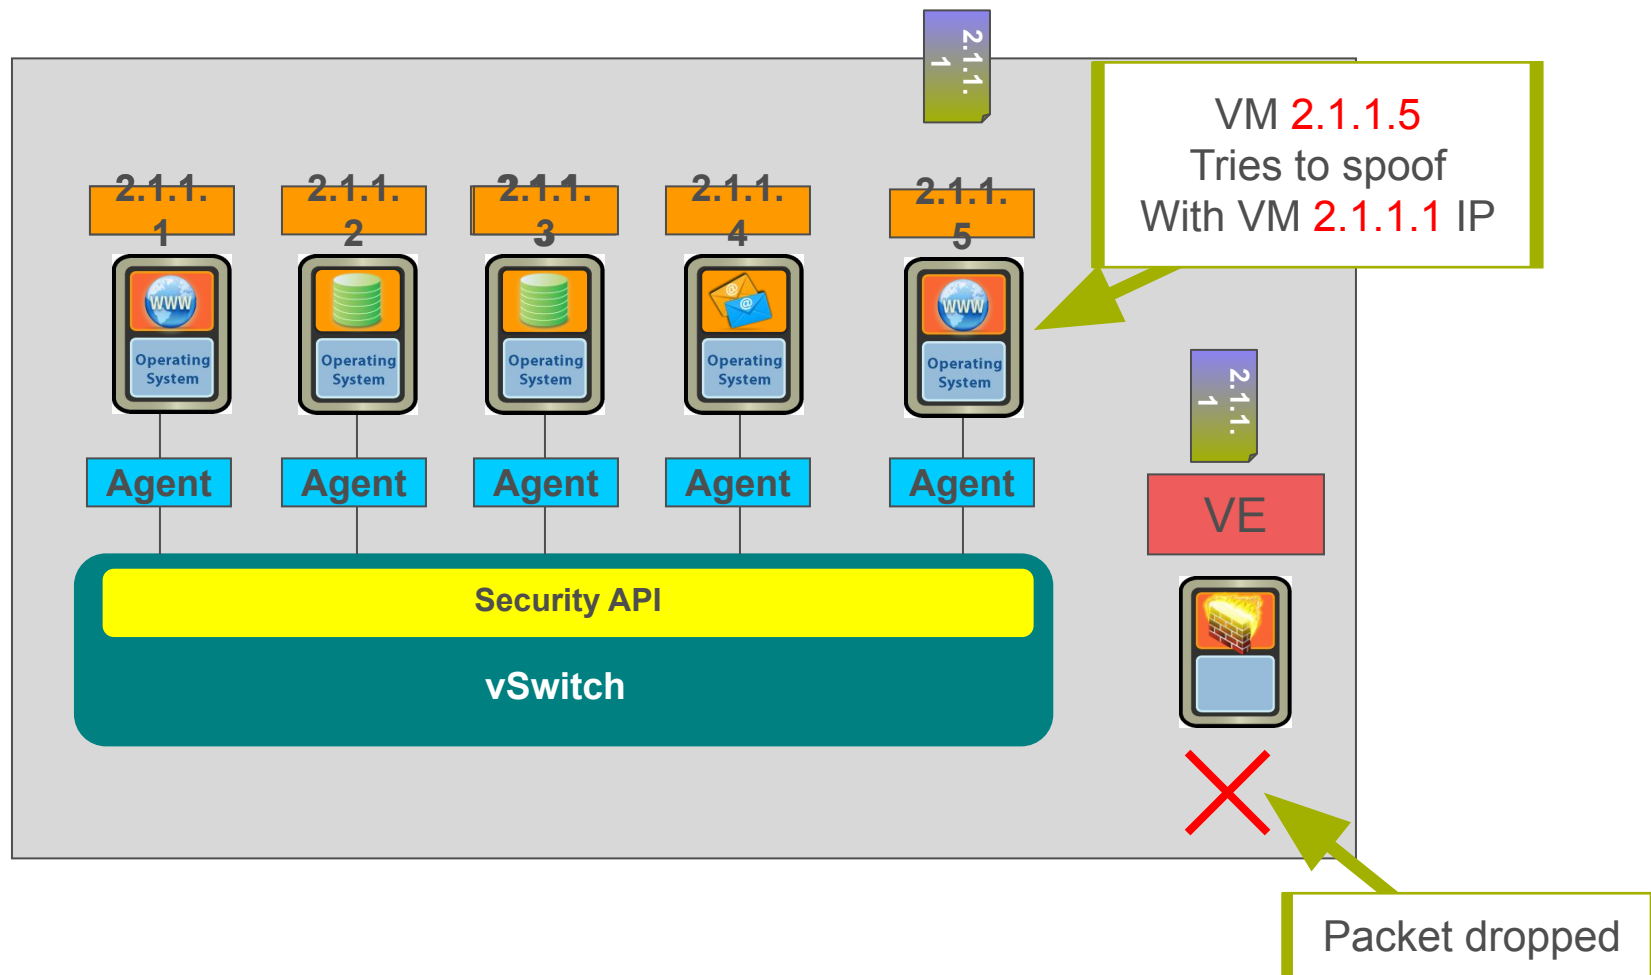 2.1.1.
1
VM 2.1.1.5
Tries to spoof
With VM 2.1.1.1 IP
2.1.1.
1
2.1.1.
2
2.1.1.
3
2.1.1.
4
2.1.1.
5
www
Operating
System
Operating
System
Operating
System
@
@
Operating
System
www
Operating
System
2.1.1.
1
Agent
Agent
Agent
Agent
Agent
VE
Security API
vSwitch
Packet dropped